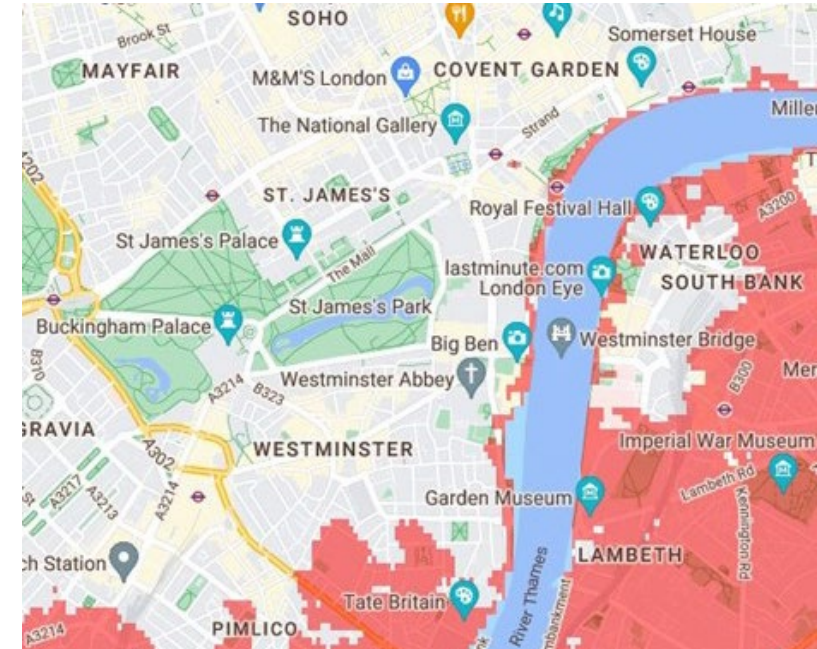 SOHO
Brook St
Somerset House
MAYFAIR
M&M'S London
COVENT GARDEN
The National Gallery
Strand
A4202
ST. JAMES'S
Royal Festival Hall
A3200
St James's Palace
The Mall
WATERLOO
lastminute.com
London Eye
SOUTH BANK
St James's Park
Buckingham Palace
Big Ben
Westminster Bridge
B310
A3214
B323
Westminster Abbey
B300
GRAVIA
A302
WESTMINSTER
Imperial War Museum
A3217
A3213
A3214
Garden Museum
Lambeth Rd
Kennington Rd
ch Station
LAMBETH
Tate Britain
River Thames
mbankment
PIMLICO
A3214